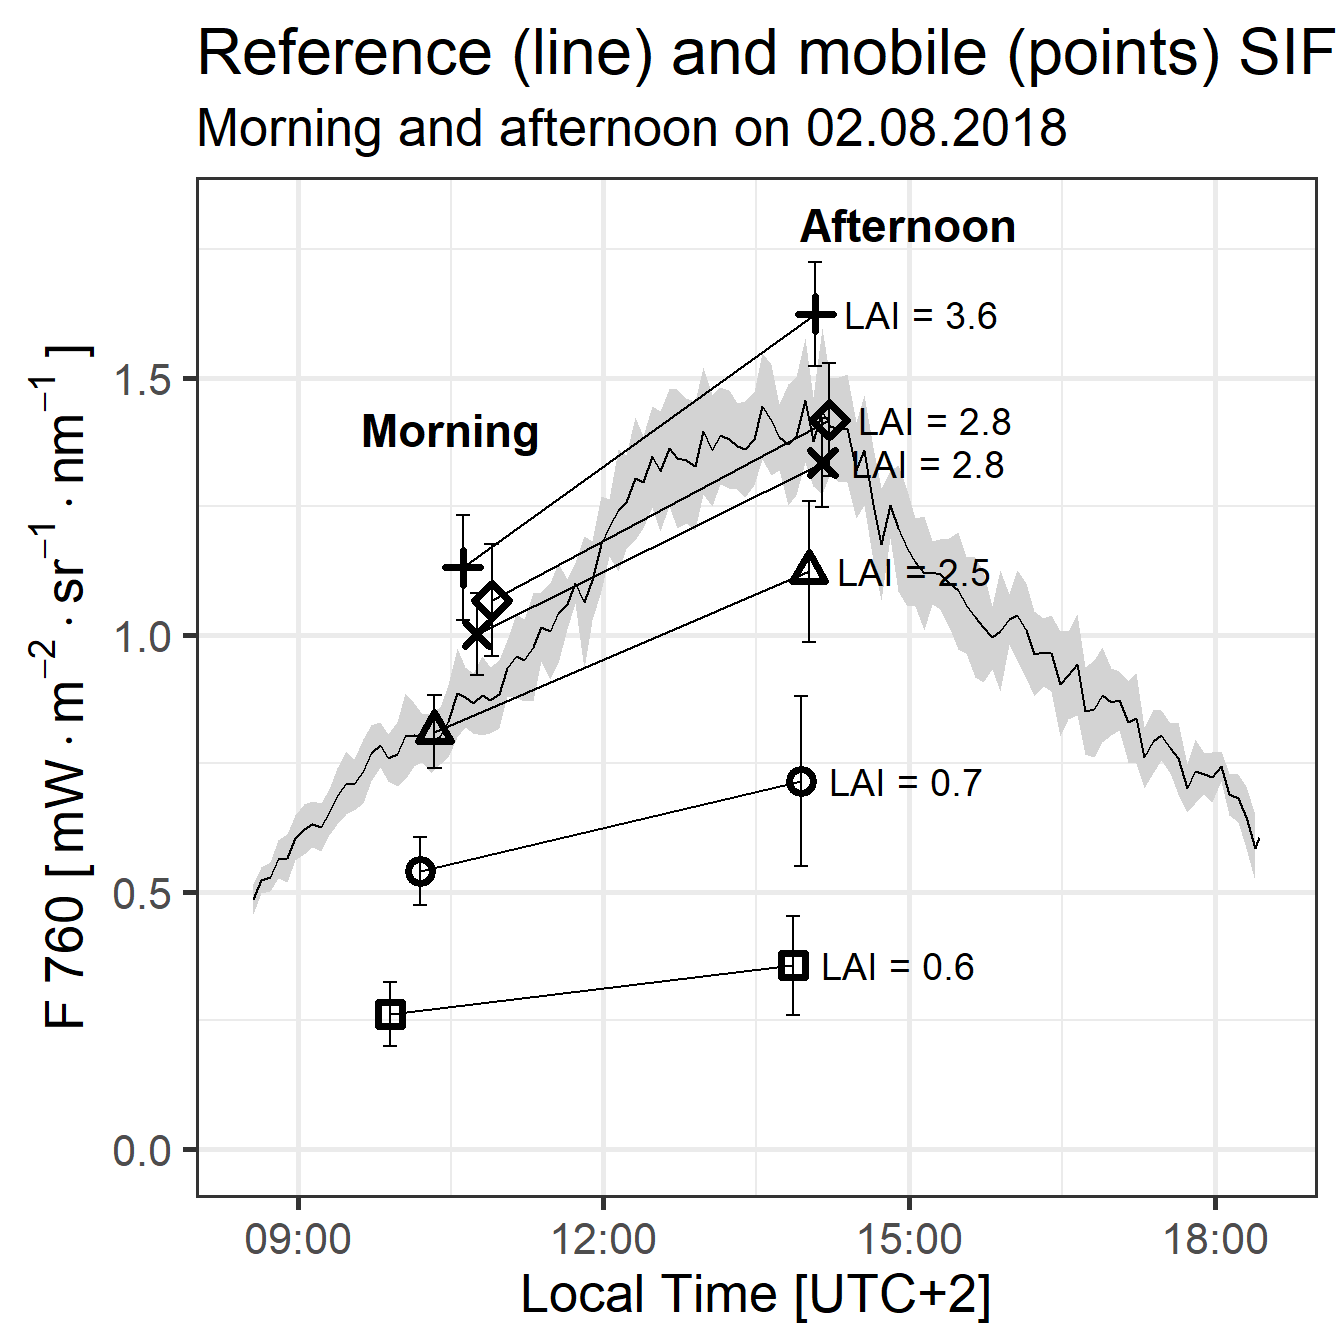 Reference (line) and mobile (points) SIF
Morning and afternoon on 02.08.2018
Afternoon
LAI = 3.6
1.5
Morning
LAI = 2.8
LAI = 2.8
LAI = 2.5
1.0
LAI = 0.7
0.5
LAI = 0.6
0.0
F 760 [ mW · m⁻² · sr⁻¹ · nm⁻¹ ]
09:00 12:00 15:00 18:00
Local Time [UTC+2]